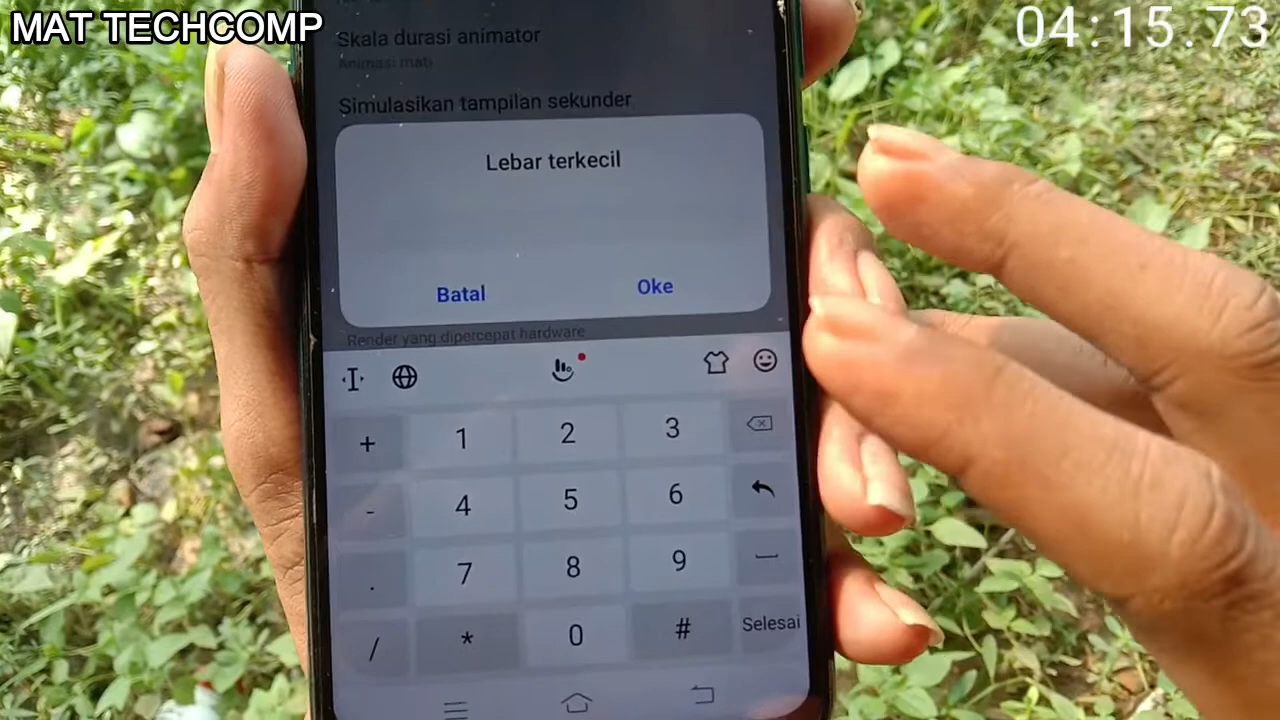 MAT TECHCOMP
04:15.73
Skala durasi animator
Animasi mati
Simulasikan tampilan sekunder
Lebar terkecil
Batal Oke
Render yang dipercepat hardware
+ 1 2 3
- 4 5 6
. 7 8 9
/ * 0 # Selesai